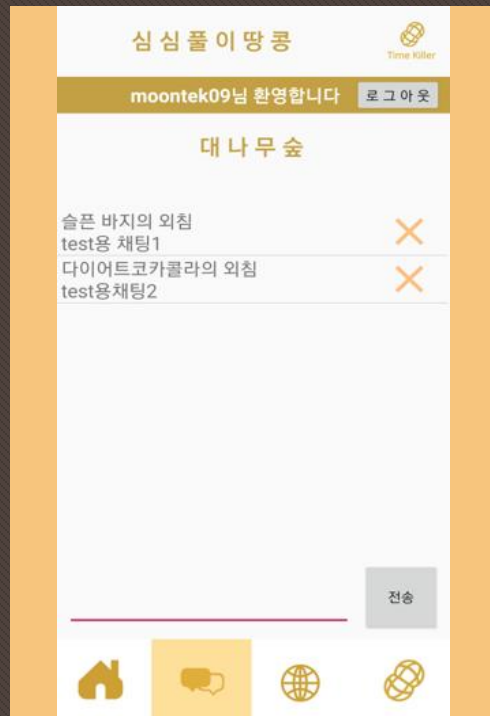 심심풀이땅콩
Time Killer
moontek09님 환영합니다
로그아웃
대나무숲
슬픈 바지의 외침
test용 채팅1
다이어트코카콜라의 외침
test용채팅2
전송